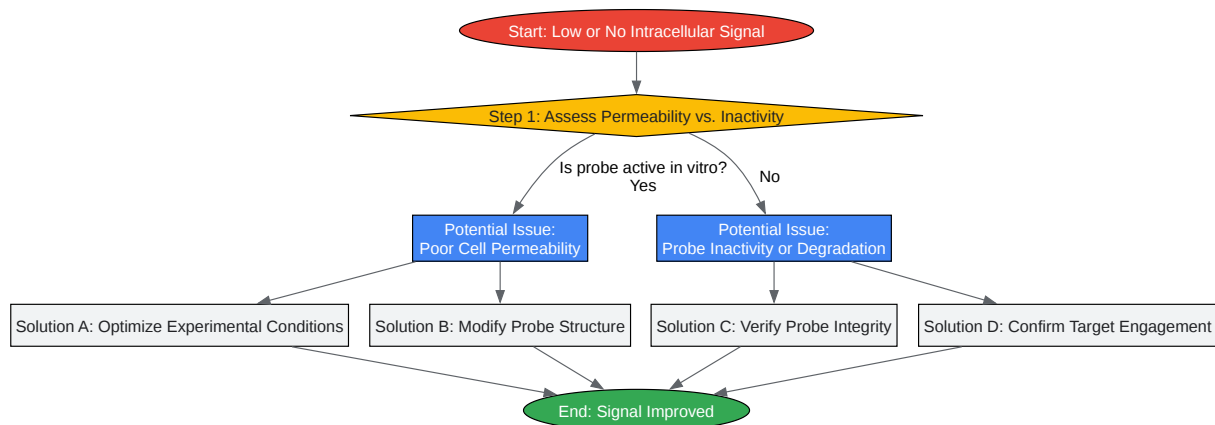 Start: Low or No Intracellular Signal
Step 1: Assess Permeability vs. Inactivity
Is probe active in vitro?
Yes
No
Potential Issue:
Poor Cell Permeability
Potential Issue:
Probe Inactivity or Degradation
Solution A: Optimize Experimental Conditions
Solution B: Modify Probe Structure
Solution C: Verify Probe Integrity
Solution D: Confirm Target Engagement
End: Signal Improved